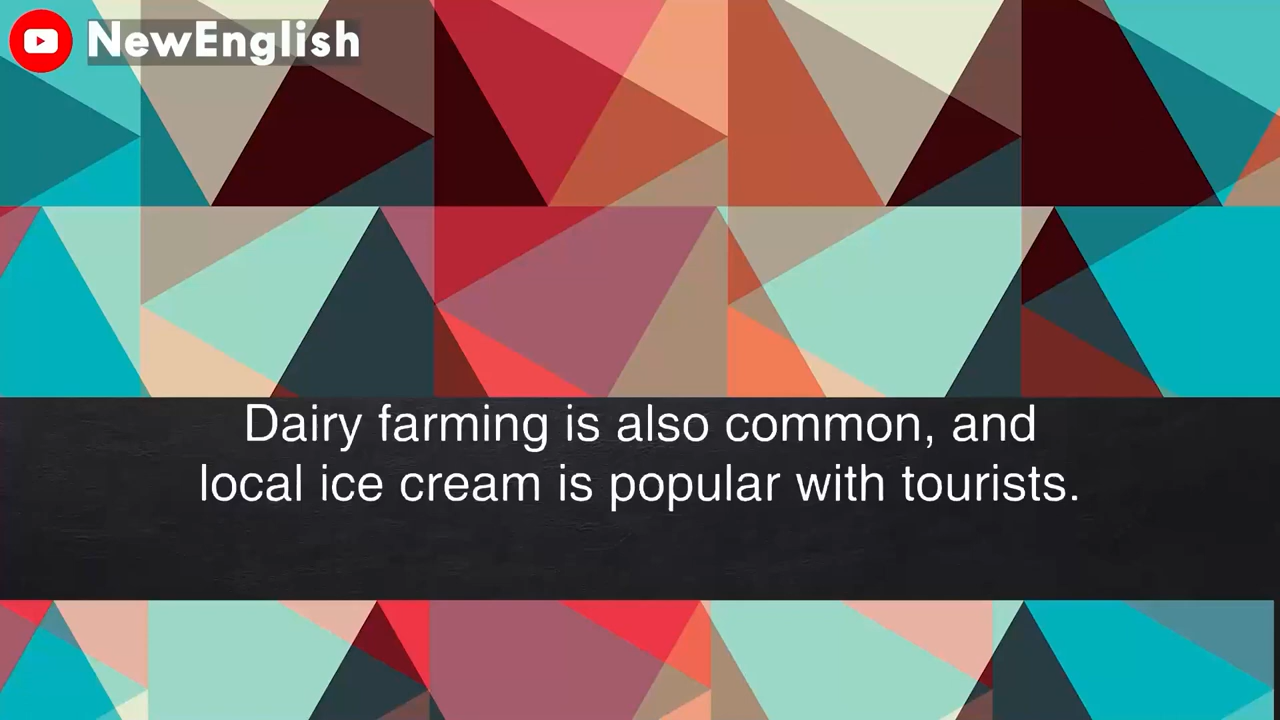 NewEnglish
Dairy farming is also common, and
local ice cream is popular with tourists.